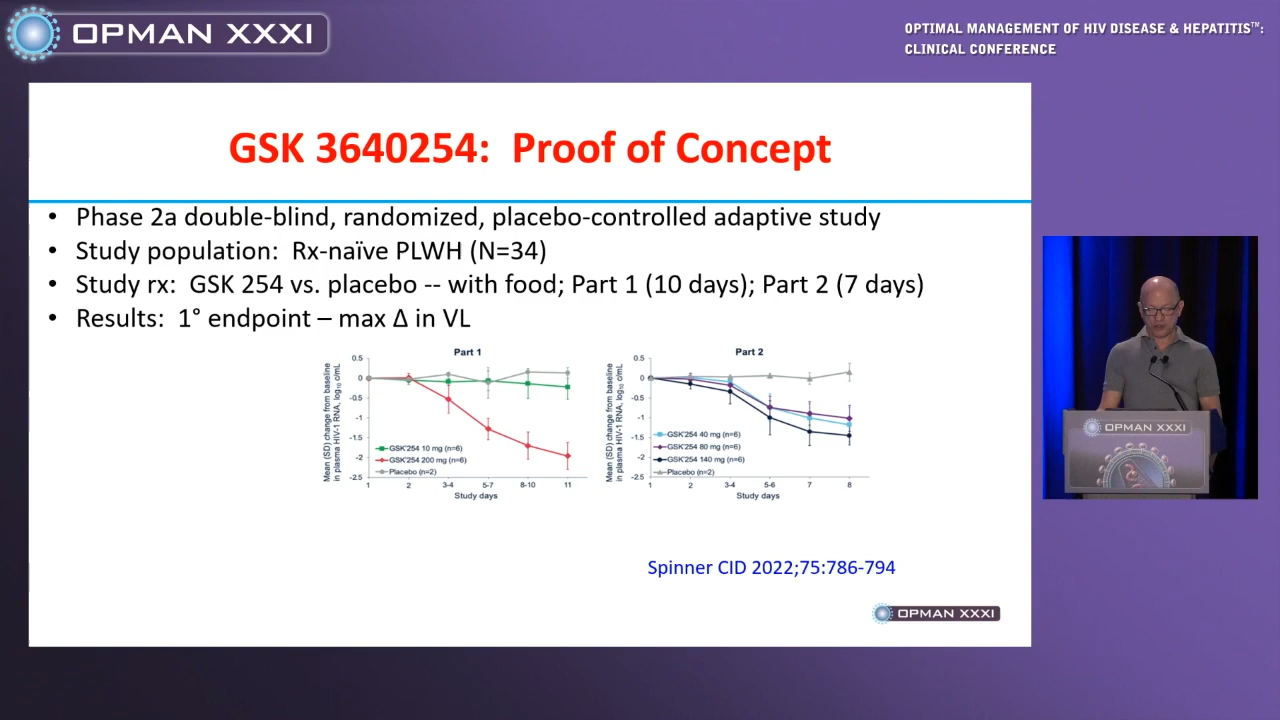 OPMAN XXXI
OPTIMAL MANAGEMENT OF HIV DISEASE & HEPATITIS™:
CLINICAL CONFERENCE
GSK 3640254: Proof of Concept
• Phase 2a double-blind, randomized, placebo-controlled adaptive study
• Study population: Rx-naïve PLWH (N=34)
• Study rx: GSK 254 vs. placebo -- with food; Part 1 (10 days); Part 2 (7 days)
• Results: 1° endpoint – max Δ in VL
Part 1
Mean (SD) change from baseline
in plasma HIV-1 RNA, log10 c/mL
0.5
0
-0.5
-1
-1.5
-2
-2.5
GSK'254 10 mg (n=6)
GSK'254 200 mg (n=6)
Placebo (n=2)
1 2 3-4 5-7 8-10 11
Study days
Part 2
Mean (SD) change from baseline
in plasma HIV-1 RNA, log10 c/mL
0.5
0
-0.5
-1
-1.5
-2
-2.5
GSK'254 40 mg (n=6)
GSK'254 80 mg (n=6)
GSK'254 140 mg (n=6)
Placebo (n=2)
1 2 3-4 5-6 7 8
Study days
Spinner CID 2022;75:786-794
OPMAN XXXI
OPMAN XXXI